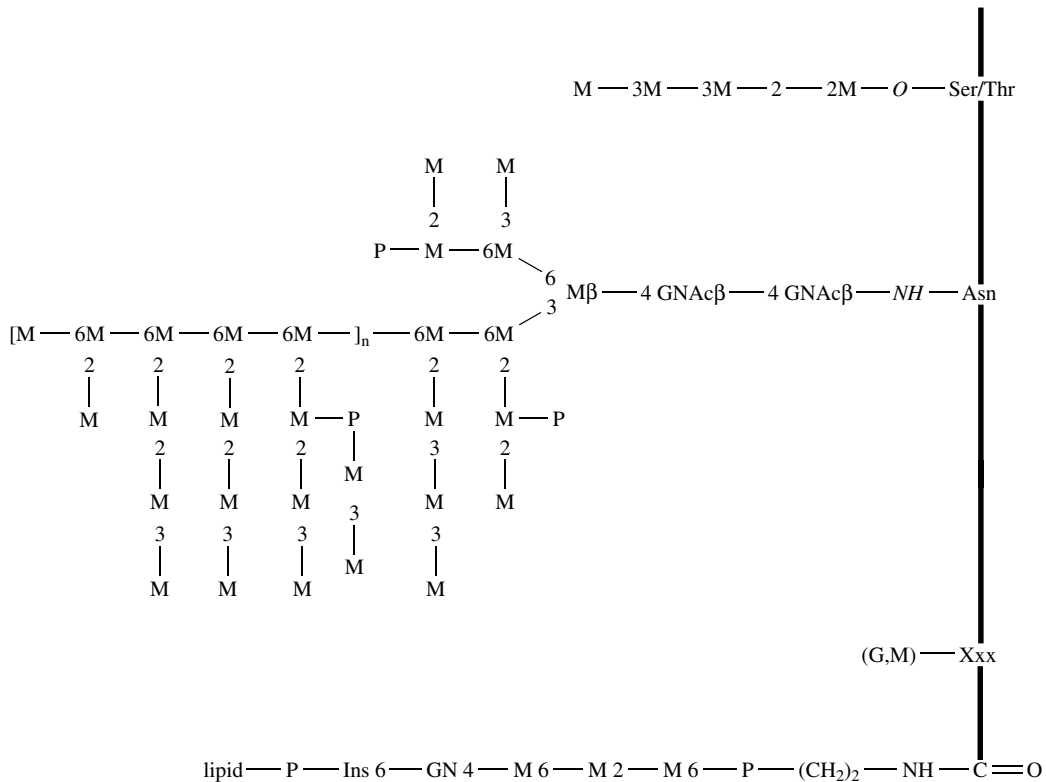 M 3M 3M 2 2M O Ser/Thr
M M
2 3
P M 6M
6
Mβ 4 GNAcβ 4 GNAcβ NH Asn
3
[M 6M 6M 6M 6M ]n 6M 6M
2 2 2 2 2 2
M M M M P M M P
2 2 2 M 3 2
M M M M M
3 3 3 3 3
M M M M M
(G,M) Xxx
lipid P Ins 6 GN 4 M 6 M 2 M 6 P (CH2)2 NH C O